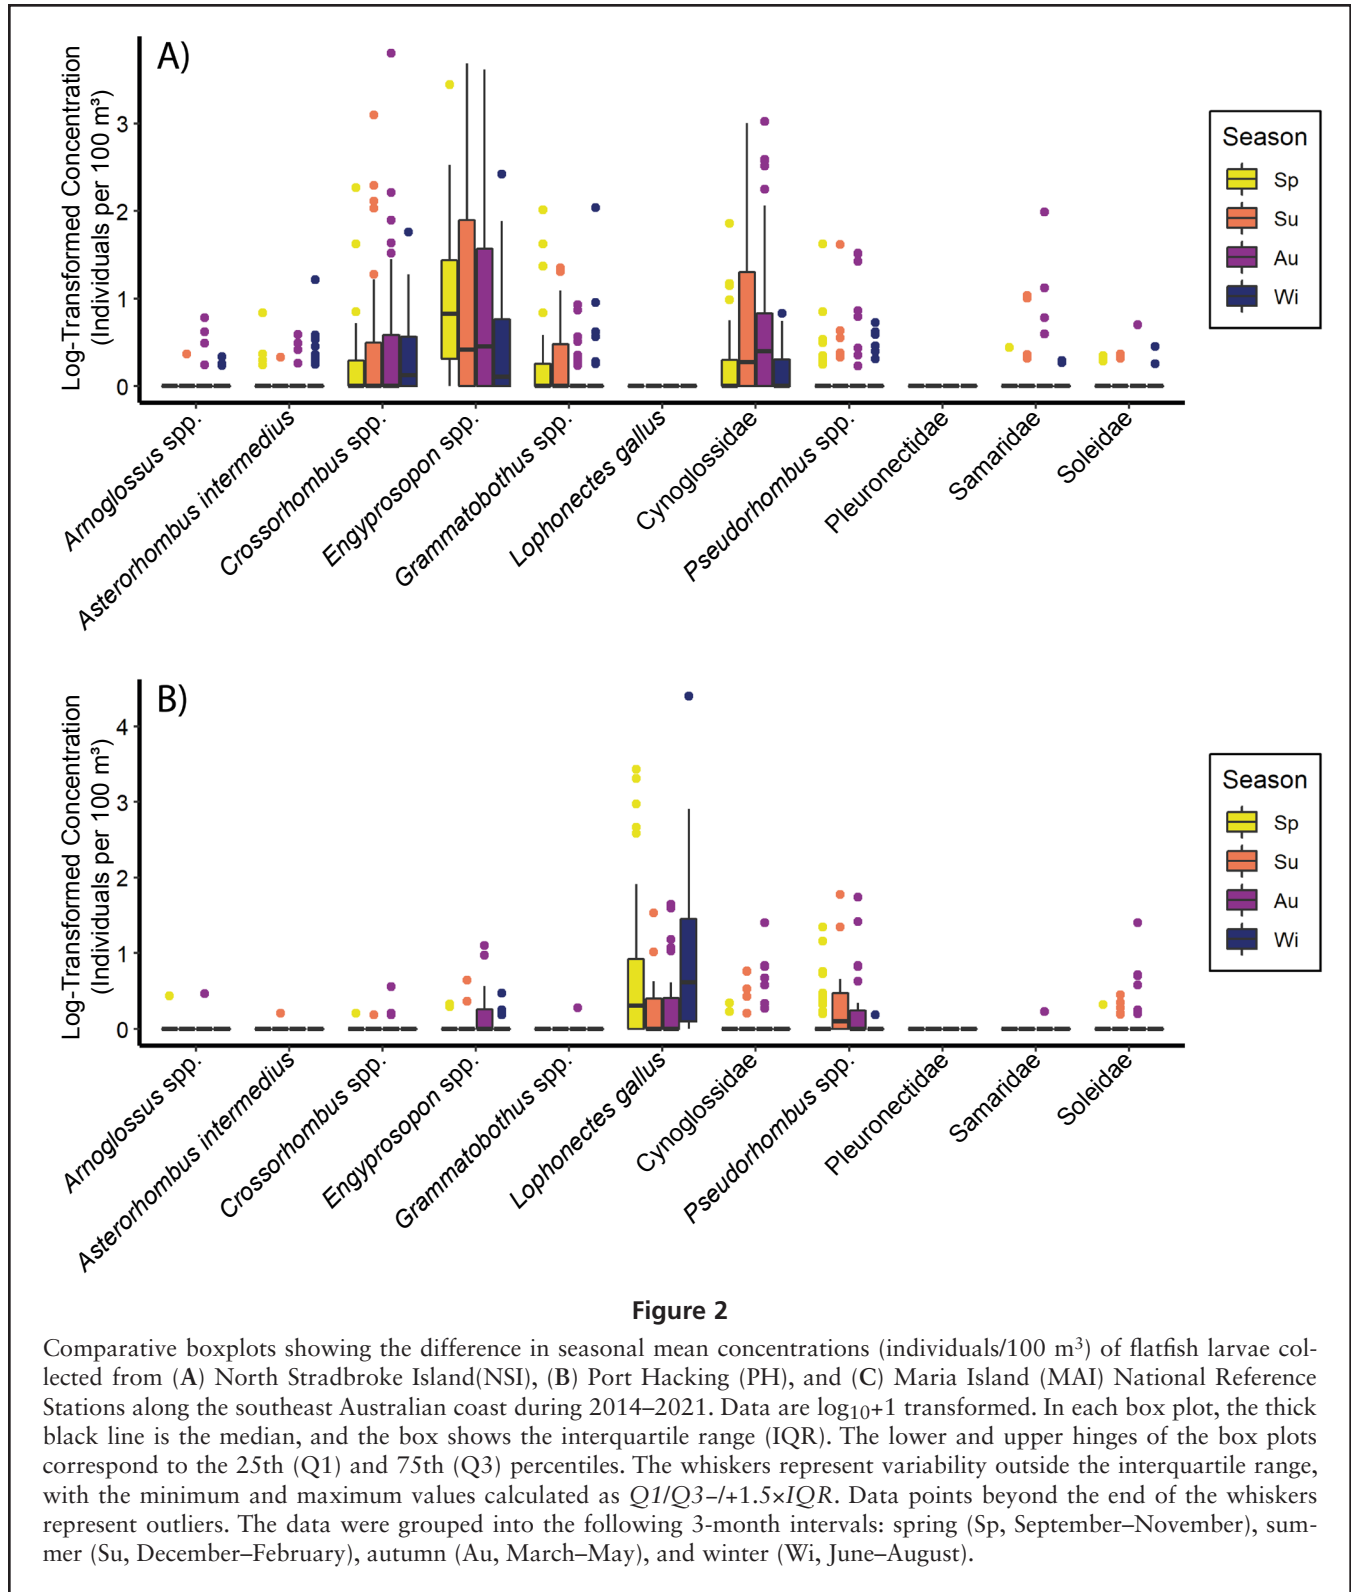 A)
Log-Transformed Concentration
(Individuals per 100 m³)
3
2
1
0
Arnoglossus spp.
Asterorhombus intermedius
Crossorhombus spp.
Engyprosopon spp.
Grammatobothus spp.
Lophonectes gallus
Cynoglossidae
Pseudorhombus spp.
Pleuronectidae
Samaridae
Soleidae
Season
Sp
Su
Au
Wi
B)
Log-Transformed Concentration
(Individuals per 100 m³)
4
3
2
1
0
Arnoglossus spp.
Asterorhombus intermedius
Crossorhombus spp.
Engyprosopon spp.
Grammatobothus spp.
Lophonectes gallus
Cynoglossidae
Pseudorhombus spp.
Pleuronectidae
Samaridae
Soleidae
Season
Sp
Su
Au
Wi
Figure 2
Comparative boxplots showing the difference in seasonal mean concentrations (individuals/100 m³) of flatfish larvae col-
lected from (A) North Stradbroke Island(NSI), (B) Port Hacking (PH), and (C) Maria Island (MAI) National Reference
Stations along the southeast Australian coast during 2014–2021. Data are log₁₀+1 transformed. In each box plot, the thick
black line is the median, and the box shows the interquartile range (IQR). The lower and upper hinges of the box plots
correspond to the 25th (Q1) and 75th (Q3) percentiles. The whiskers represent variability outside the interquartile range,
with the minimum and maximum values calculated as Q1/Q3–/+1.5×IQR. Data points beyond the end of the whiskers
represent outliers. The data were grouped into the following 3-month intervals: spring (Sp, September–November), sum-
mer (Su, December–February), autumn (Au, March–May), and winter (Wi, June–August).